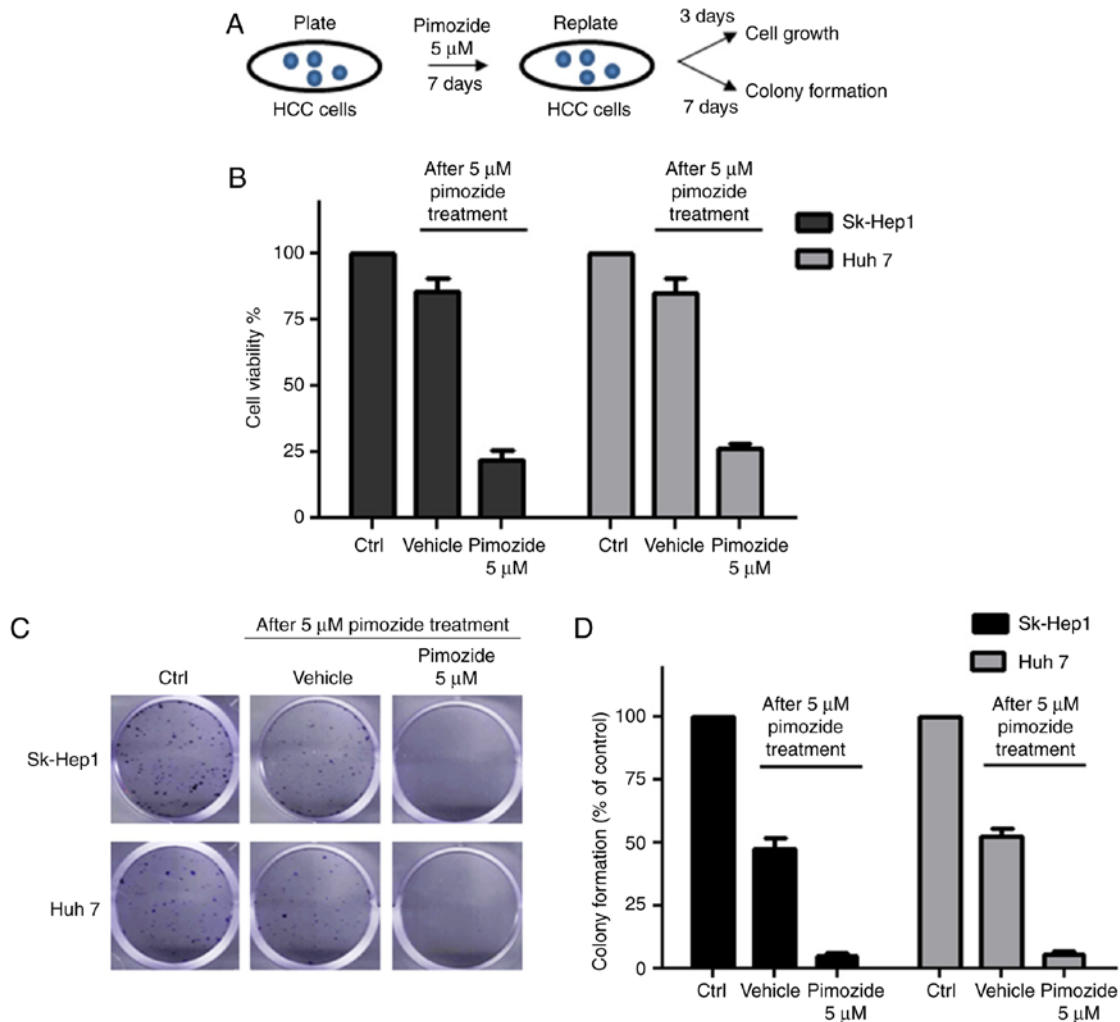 A
Plate
HCC cells
Pimozide
5 μM
7 days
Replate
HCC cells
3 days
Cell growth
7 days
Colony formation
B
After 5 μM
pimozide
treatment
After 5 μM
pimozide
treatment
Sk-Hep1
Huh 7
Cell viability %
100
75
50
25
0
Ctrl
Vehicle
Pimozide
5 μM
Ctrl
Vehicle
Pimozide
5 μM
C
After 5 μM pimozide treatment
Ctrl
Vehicle
Pimozide
5 μM
Sk-Hep1
Huh 7
D
Sk-Hep1
Huh 7
After 5 μM
pimozide
treatment
After 5 μM
pimozide
treatment
Colony formation (% of control)
100
75
50
25
0
Ctrl
Vehicle
Pimozide
5 μM
Ctrl
Vehicle
Pimozide
5 μM